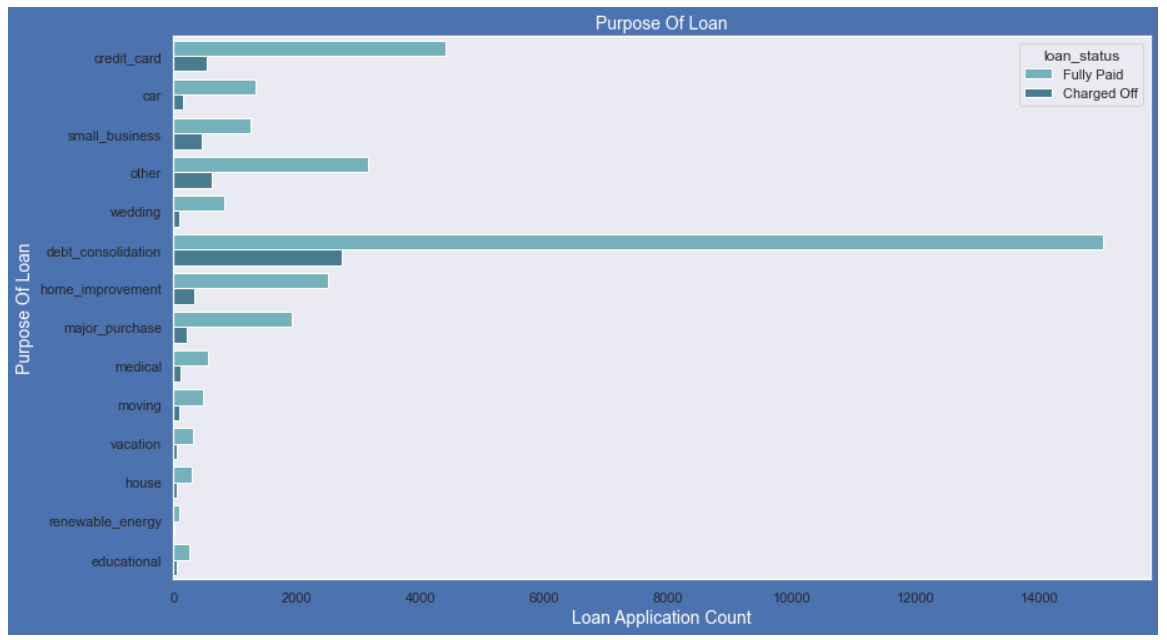 Purpose Of Loan
loan_status
Fully Paid
Charged Off
Purpose Of Loan
credit_card
car
small_business
other
wedding
debt_consolidation
home_improvement
major_purchase
medical
moving
vacation
house
renewable_energy
educational
0 2000 4000 6000 8000 10000 12000 14000
Loan Application Count